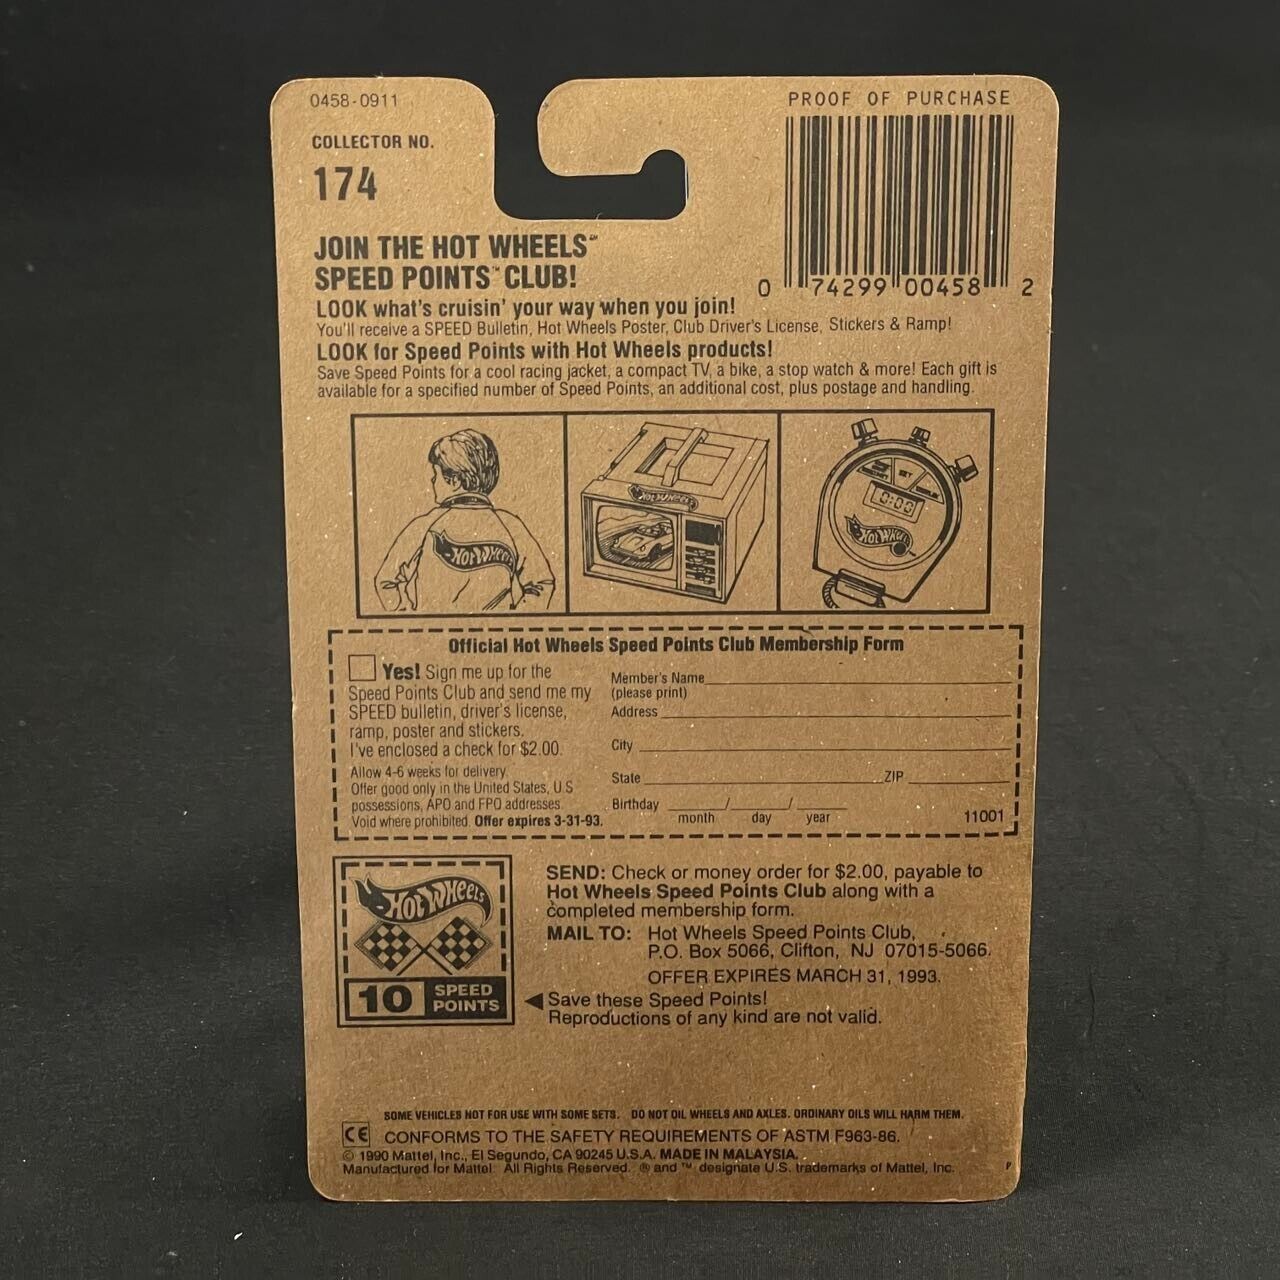 0458-0911
PROOF OF PURCHASE
COLLECTOR NO.
174
0 74299 00458 2
JOIN THE HOT WHEELS℠
SPEED POINTS™ CLUB!
LOOK what's cruisin' your way when you join!
You'll receive a SPEED Bulletin, Hot Wheels Poster, Club Driver's License, Stickers & Ramp!
LOOK for Speed Points with Hot Wheels products!
Save Speed Points for a cool racing jacket, a compact TV, a bike, a stop watch & more! Each gift is
available for a specified number of Speed Points, an additional cost, plus postage and handling.
HOT WHEELS
HOT WHEELS
SET
0:00
HOT WHEELS
Official Hot Wheels Speed Points Club Membership Form
Yes! Sign me up for the
Speed Points Club and send me my
SPEED bulletin, driver's license,
ramp, poster and stickers.
I've enclosed a check for $2.00.
Allow 4-6 weeks for delivery.
Offer good only in the United States, U.S
possessions, APO and FPO addresses.
Void where prohibited. Offer expires 3-31-93.
Member's Name
(please print)
Address
City
State ZIP
Birthday / /
month day year
11001
HOT WHEELS
10 SPEED
POINTS
SEND: Check or money order for $2.00, payable to
Hot Wheels Speed Points Club along with a
completed membership form.
MAIL TO: Hot Wheels Speed Points Club,
P.O. Box 5066, Clifton, NJ 07015-5066.
OFFER EXPIRES MARCH 31, 1993.
◀ Save these Speed Points!
Reproductions of any kind are not valid.
SOME VEHICLES NOT FOR USE WITH SOME SETS. DO NOT OIL WHEELS AND AXLES. ORDINARY OILS WILL HARM THEM.
CE CONFORMS TO THE SAFETY REQUIREMENTS OF ASTM F963-86.
© 1990 Mattel, Inc., El Segundo, CA 90245 U.S.A. MADE IN MALAYSIA.
Manufactured for Mattel. All Rights Reserved. ® and ™ designate U.S. trademarks of Mattel, Inc.